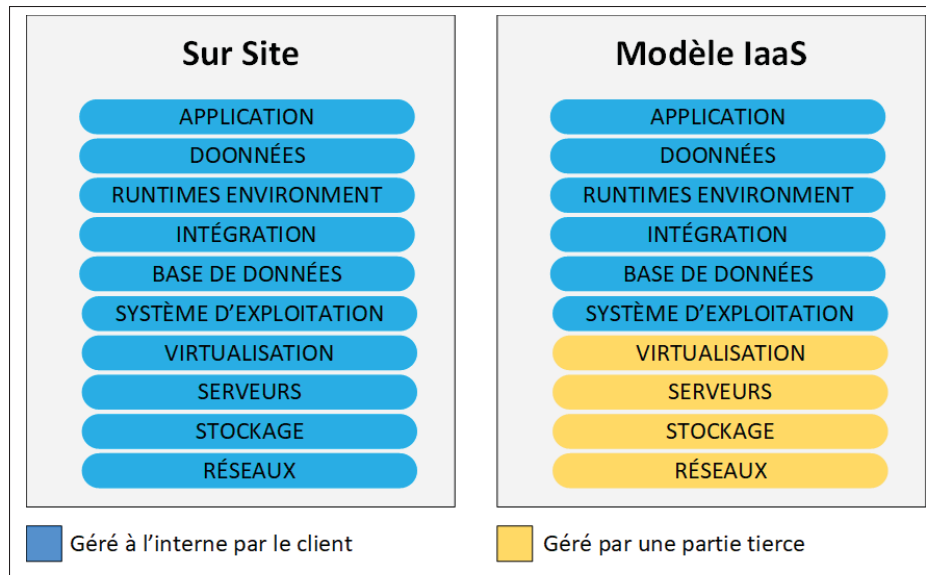 Sur Site
APPLICATION
DOONNÉES
RUNTIMES ENVIRONMENT
INTÉGRATION
BASE DE DONNÉES
SYSTÈME D'EXPLOITATION
VIRTUALISATION
SERVEURS
STOCKAGE
RÉSEAUX
Géré à l'interne par le client
Modèle IaaS
APPLICATION
DOONNÉES
RUNTIMES ENVIRONMENT
INTÉGRATION
BASE DE DONNÉES
SYSTÈME D'EXPLOITATION
VIRTUALISATION
SERVEURS
STOCKAGE
RÉSEAUX
Géré par une partie tierce